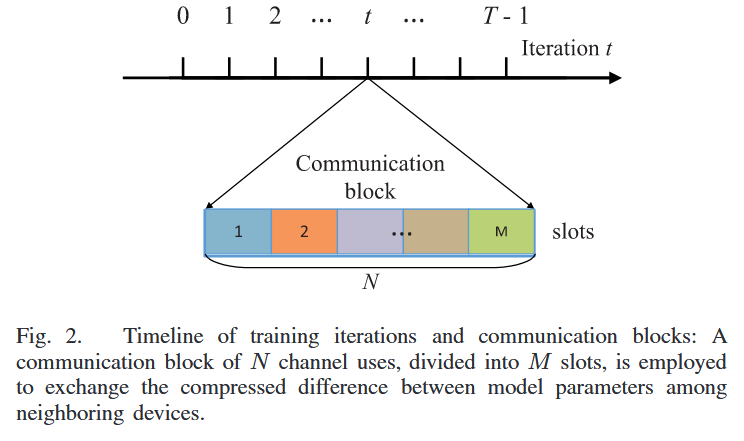 0 1 2 ... t ... T - 1
Iteration t
Communication
block
1 2 ... M slots
N
Fig. 2. Timeline of training iterations and communication blocks: A
communication block of N channel uses, divided into M slots, is employed
to exchange the compressed difference between model parameters among
neighboring devices.